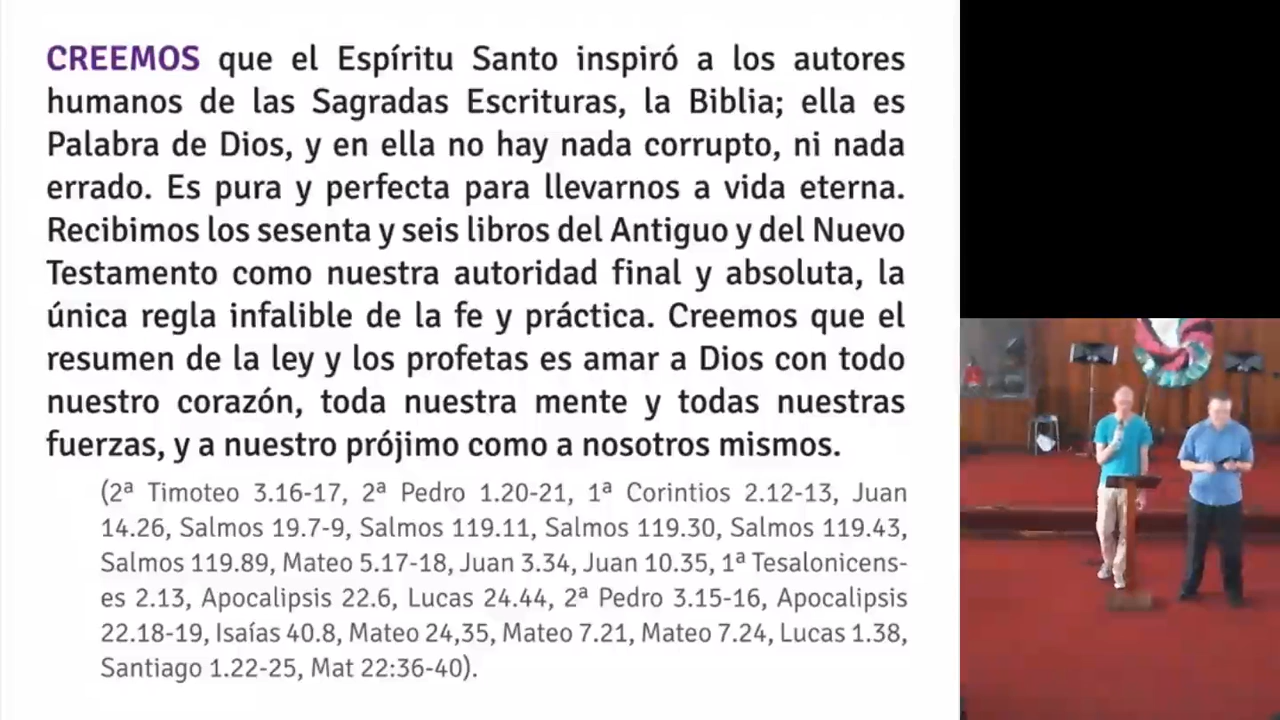 CREEMOS que el Espíritu Santo inspiró a los autores
humanos de las Sagradas Escrituras, la Biblia; ella es
Palabra de Dios, y en ella no hay nada corrupto, ni nada
errado. Es pura y perfecta para llevarnos a vida eterna.
Recibimos los sesenta y seis libros del Antiguo y del Nuevo
Testamento como nuestra autoridad final y absoluta, la
única regla infalible de la fe y práctica. Creemos que el
resumen de la ley y los profetas es amar a Dios con todo
nuestro corazón, toda nuestra mente y todas nuestras
fuerzas, y a nuestro prójimo como a nosotros mismos.
(2ª Timoteo 3.16-17, 2ª Pedro 1.20-21, 1ª Corintios 2.12-13, Juan
14.26, Salmos 19.7-9, Salmos 119.11, Salmos 119.30, Salmos 119.43,
Salmos 119.89, Mateo 5.17-18, Juan 3.34, Juan 10.35, 1ª Tesalonicens-
es 2.13, Apocalipsis 22.6, Lucas 24.44, 2ª Pedro 3.15-16, Apocalipsis
22.18-19, Isaías 40.8, Mateo 24,35, Mateo 7.21, Mateo 7.24, Lucas 1.38,
Santiago 1.22-25, Mat 22:36-40).